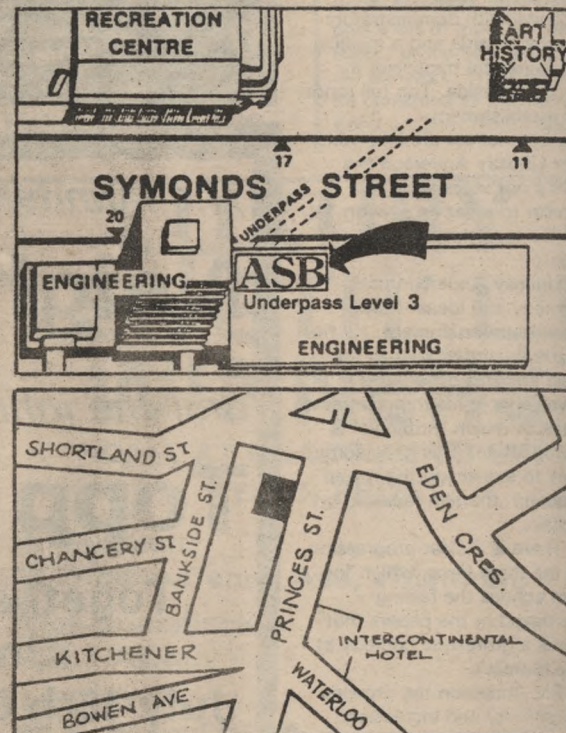 RECREATION
CENTRE
ART
HISTORY
17
11
SYMONDS STREET
20
UNDERPASS
ENGINEERING
ASB
Underpass Level 3
ENGINEERING
SHORTLAND ST
CHANCERY ST
BANKSIDE ST.
PRINCES ST.
EDEN CRES.
INTERCONTINENTAL
HOTEL
KITCHENER
WATERLOO
BOWEN AVE